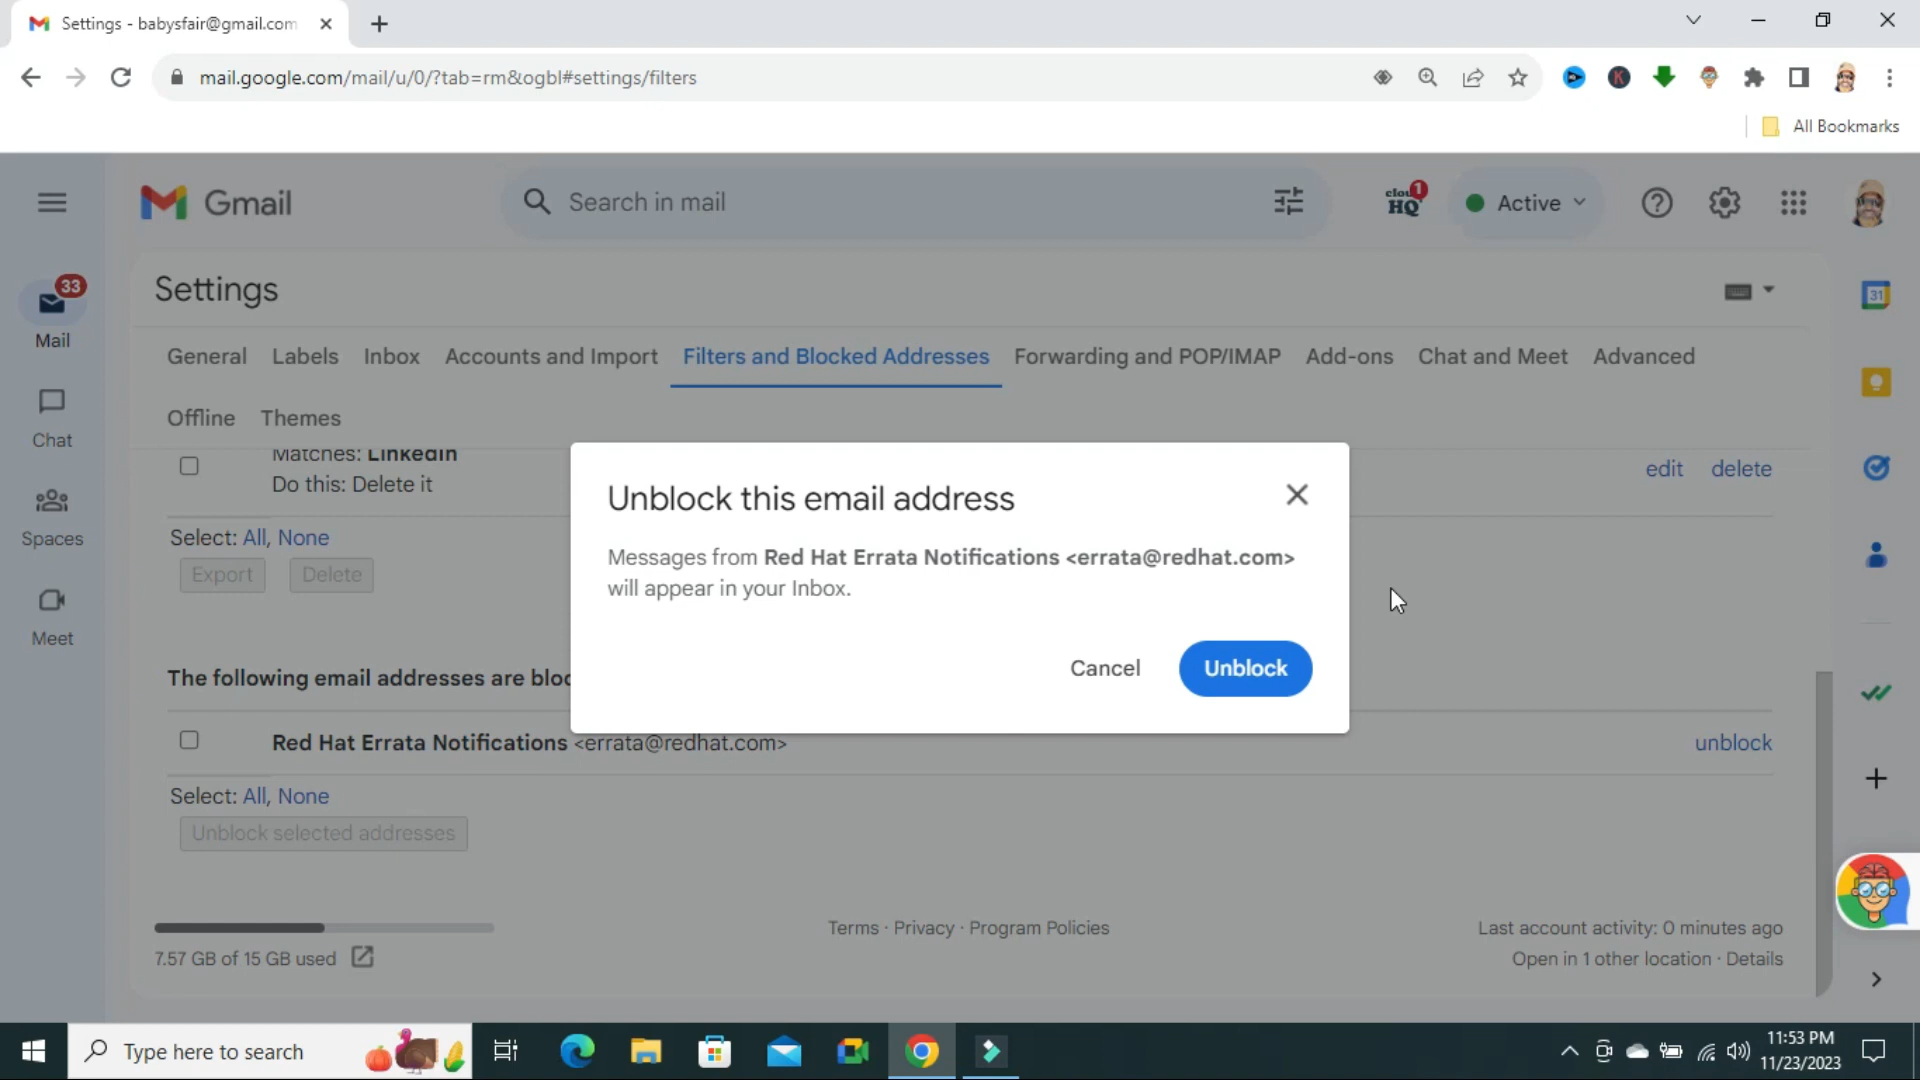 Settings - babysfair@gmail.com
mail.google.com/mail/u/0/?tab=rm&ogbl#settings/filters
K
All Bookmarks
Gmail
Search in mail
cloudHQ 1
Active
Settings
33
Mail
Chat
Spaces
Meet
31
General Labels Inbox Accounts and Import Filters and Blocked Addresses Forwarding and POP/IMAP Add-ons Chat and Meet Advanced
Offline Themes
Matches: LinkedIn
Do this: Delete it
edit delete
Select: All, None
Export Delete
Unblock this email address
Messages from Red Hat Errata Notifications <errata@redhat.com>
will appear in your Inbox.
Cancel Unblock
The following email addresses are bloc
Red Hat Errata Notifications <errata@redhat.com> unblock
Select: All, None
Unblock selected addresses
7.57 GB of 15 GB used
Terms · Privacy · Program Policies
Last account activity: 0 minutes ago
Open in 1 other location · Details
Type here to search
11:53 PM
11/23/2023